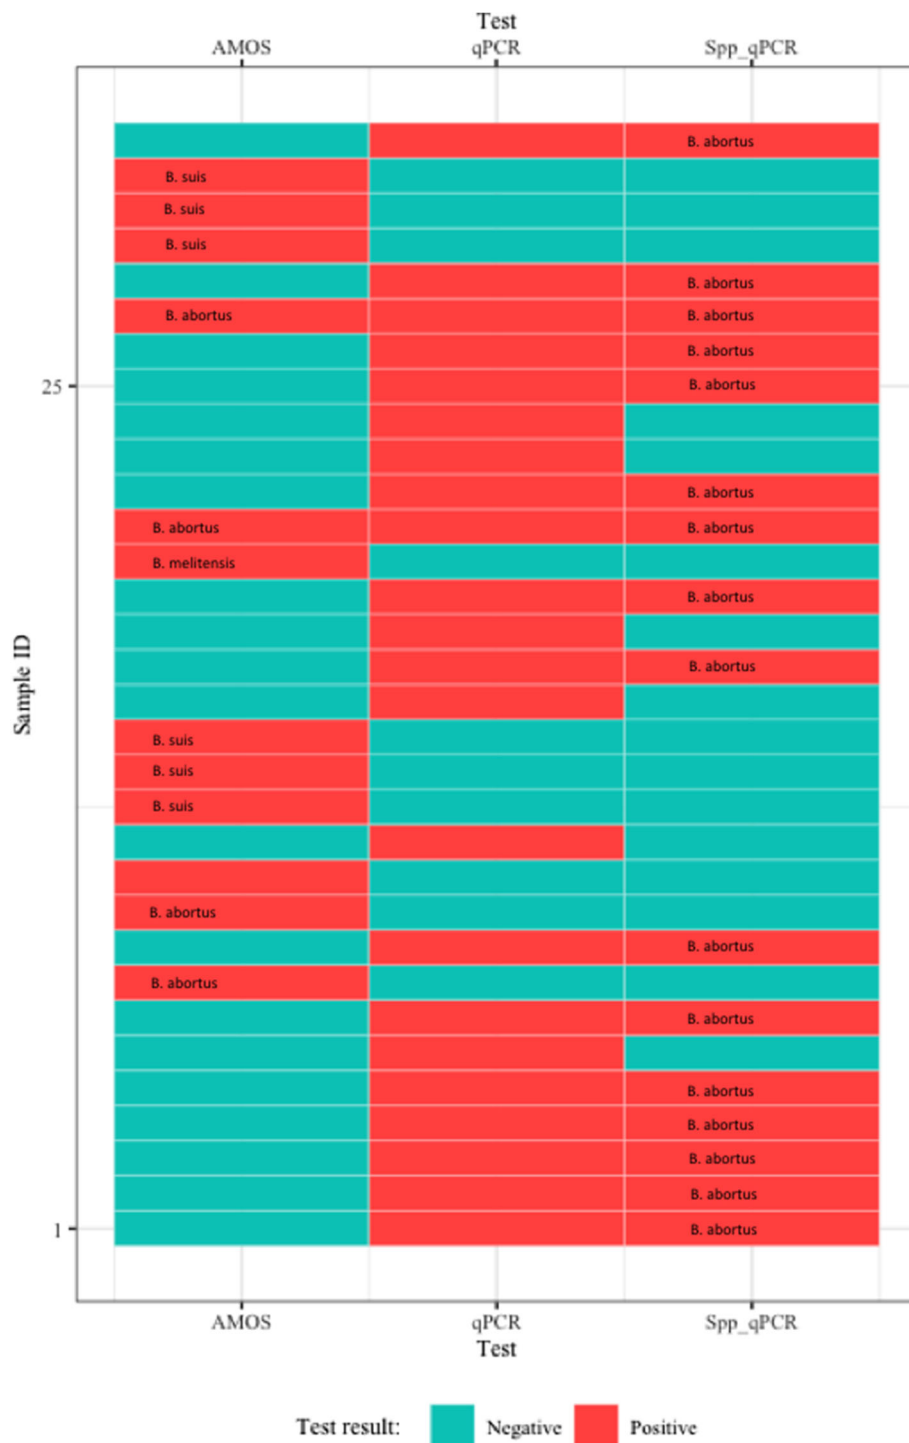 Test
AMOS qPCR Spp_qPCR
B. abortus
B. suis
B. suis
B. suis
B. abortus
B. abortus B. abortus
B. abortus
25 B. abortus
B. abortus
B. abortus B. abortus
B. melitensis
B. abortus
Sample ID
B. abortus
B. suis
B. suis
B. suis
B. abortus
B. abortus
B. abortus
B. abortus
B. abortus
B. abortus
B. abortus
B. abortus
1 B. abortus
AMOS qPCR Spp_qPCR
Test
Test result: Negative Positive